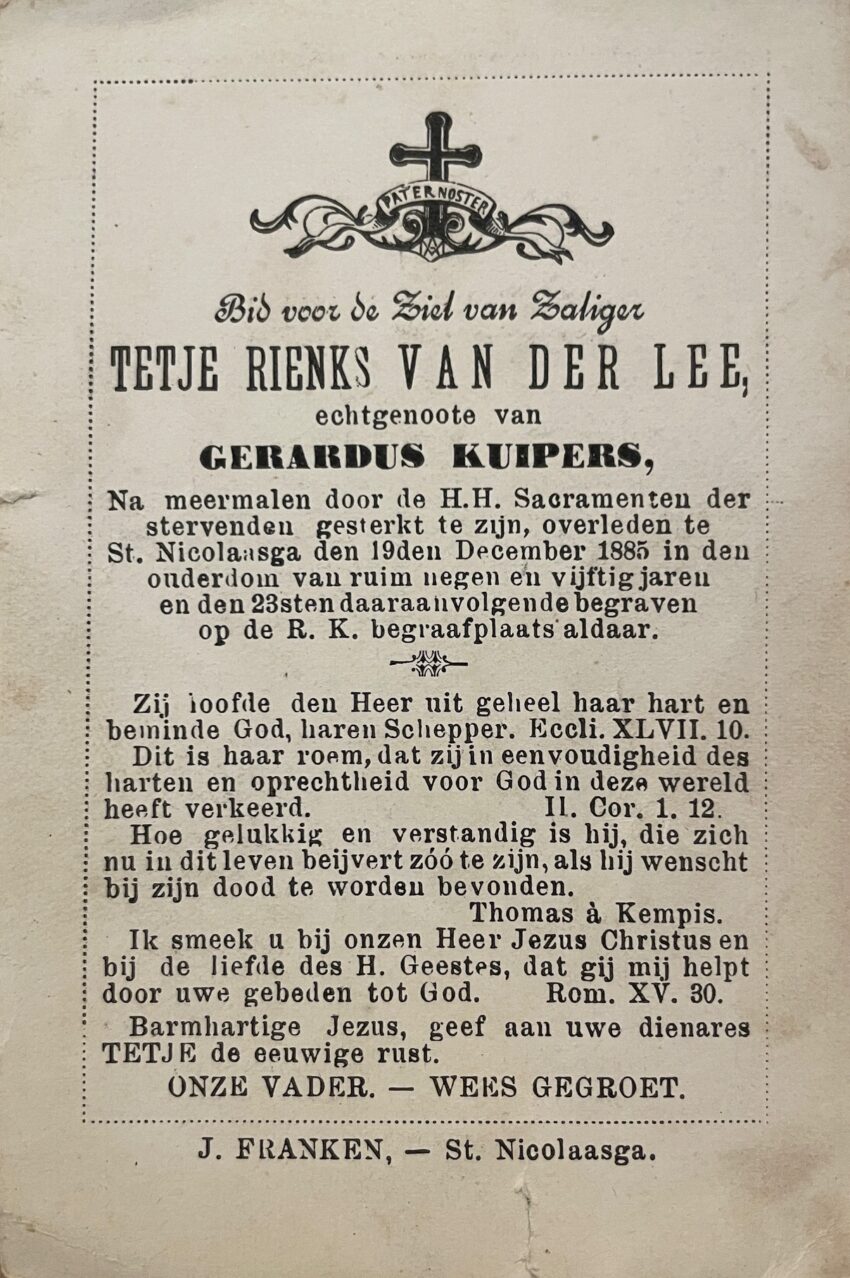 PATER NOSTER
Bid voor de Ziel van Zaliger
TETJE RIENKS VAN DER LEE,
echtgenoote van
GERARDUS KUIPERS,
Na meermalen door de H.H. Sacramenten der
stervenden gesterkt te zijn, overleden te
St. Nicolaasga den 19den December 1885 in den
ouderdom van ruim negen en vijftig jaren
en den 23sten daaraanvolgende begraven
op de R. K. begraafplaats aldaar.
Zij loofde den Heer uit geheel haar hart en
beminde God, haren Schepper. Eccli. XLVII. 10.
Dit is haar roem, dat zij in eenvoudigheid des
harten en oprechtheid voor God in deze wereld
heeft verkeerd. II. Cor. 1. 12.
Hoe gelukkig en verstandig is hij, die zich
nu in dit leven beijvert zóó te zijn, als hij wenscht
bij zijn dood te worden bevonden.
Thomas à Kempis.
Ik smeek u bij onzen Heer Jezus Christus en
bij de liefde des H. Geestes, dat gij mij helpt
door uwe gebeden tot God. Rom. XV. 30.
Barmhartige Jezus, geef aan uwe dienares
TETJE de eeuwige rust.
ONZE VADER. — WEES GEGROET.
J. FRANKEN, — St. Nicolaasga.